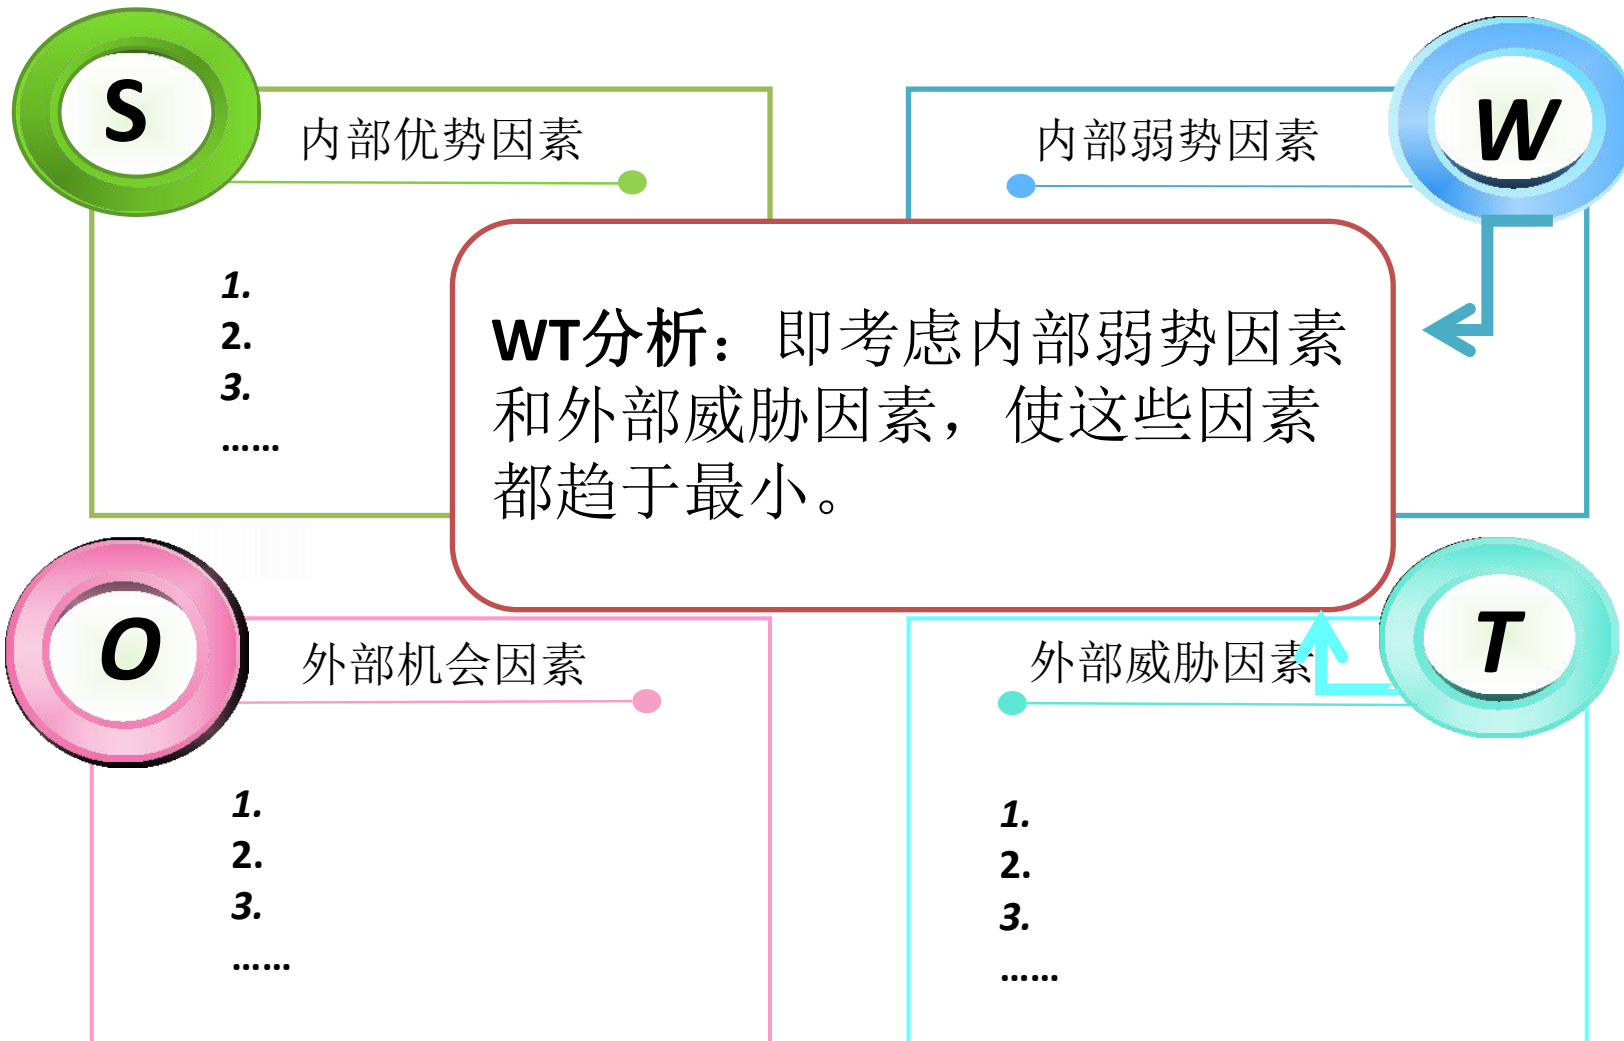 S
内部优势因素
1.
2.
3.
……
W
内部弱势因素
WT分析：即考虑内部弱势因素
和外部威胁因素，使这些因素
都趋于最小。
O
外部机会因素
1.
2.
3.
……
T
外部威胁因素
1.
2.
3.
……